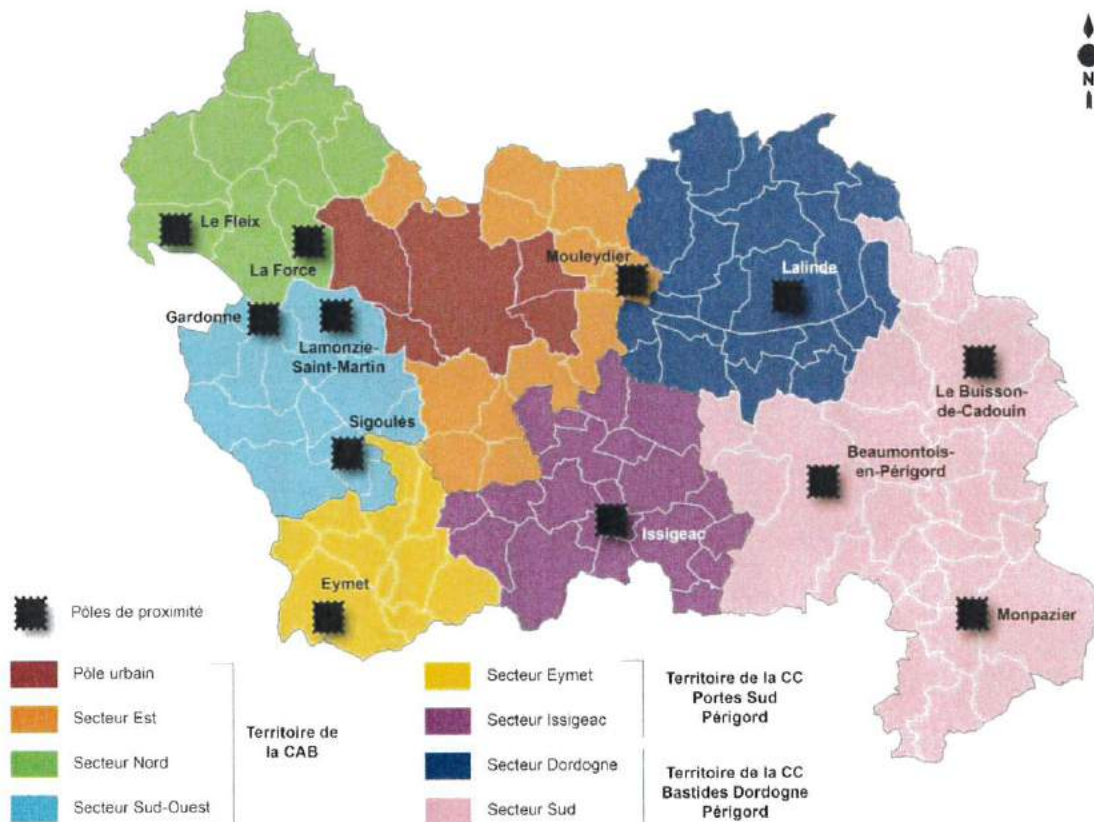 N
Le Fleix
La Force
Mouleydier
Lalinde
Gardonne
Lamonzie-
Saint-Martin
Le Buisson-
de-Cadouin
Sigoulès
Beaumontois-
en-Périgord
Issigeac
Eymet
Monpazier
Pôles de proximité
Pôle urbain
Secteur Est
Secteur Nord
Secteur Sud-Ouest
Territoire de
la CAB
Secteur Eymet
Secteur Issigeac
Secteur Dordogne
Secteur Sud
Territoire de la CC
Portes Sud
Périgord
Territoire de la CC
Bastides Dordogne
Périgord